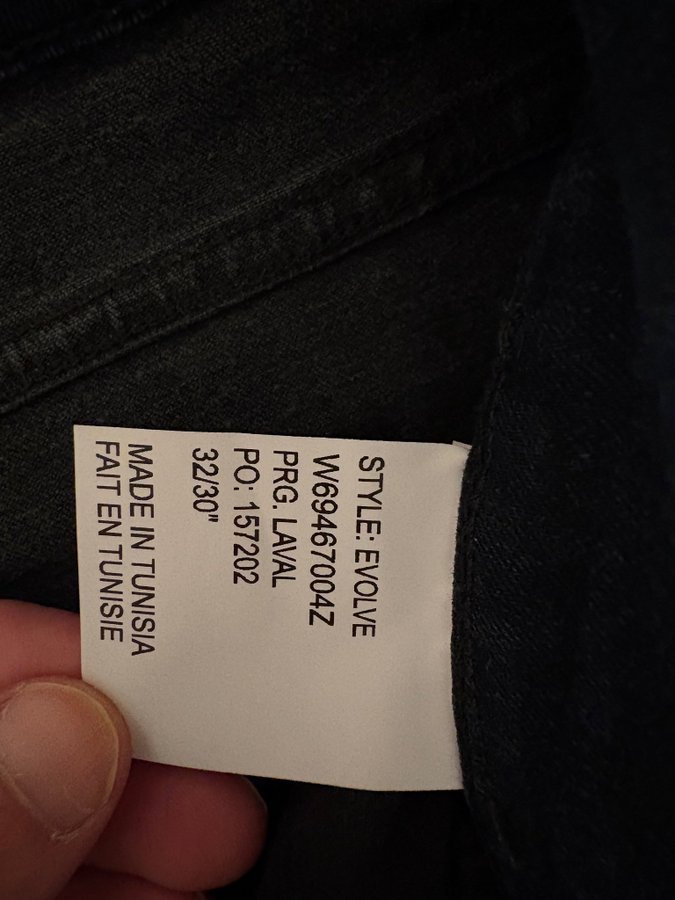 STYLE: EVOLVE
W69467004Z
PRG. LAVAL
PO: 157202
32/30"
MADE IN TUNISIA
FAIT EN TUNISIE